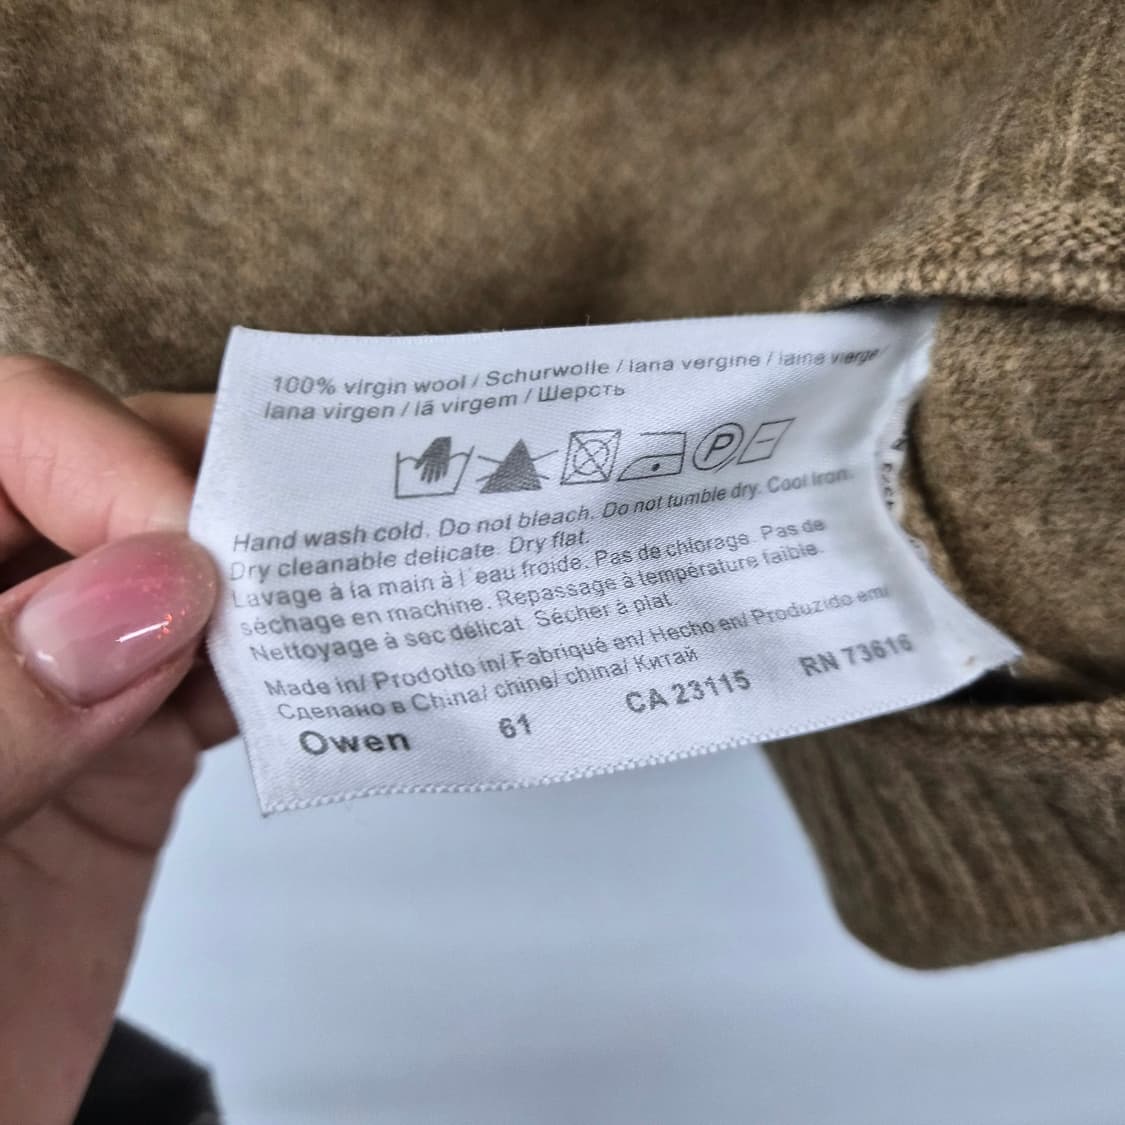 100% virgin wool / Schurwolle / lana vergine / laine vierge /
lana virgen / lã virgem / Шерсть
P
Hand wash cold. Do not bleach. Do not tumble dry. Cool iron.
Dry cleanable delicate. Dry flat.
Lavage à la main à l'eau froide. Pas de chlorage. Pas de
séchage en machine. Repassage à température faible.
Nettoyage à sec délicat. Sécher à plat.
Made in/ Prodotto in/ Fabriqué en/ Hecho en/ Produzido em/
Сделано в China/ chine/ china/ Китай
Owen 61 CA 23115 RN 73616